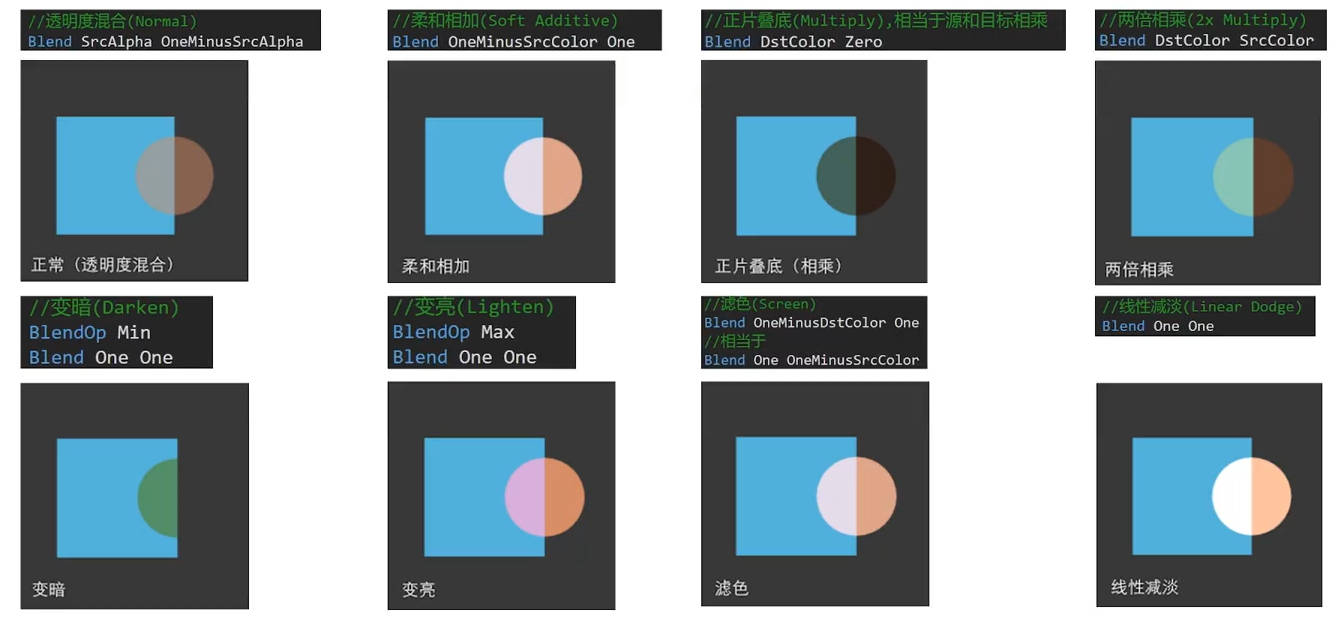 //透明度混合(Normal)
Blend SrcAlpha OneMinusSrcAlpha
//柔和相加(Soft Additive)
Blend OneMinusSrcColor One
//正片叠底(Multiply),相当于源和目标相乘
Blend DstColor Zero
//两倍相乘(2x Multiply)
Blend DstColor SrcColor
正常（透明度混合）
柔和相加
正片叠底（相乘）
两倍相乘
//变暗(Darken)
BlendOp Min
Blend One One
//变亮(Lighten)
BlendOp Max
Blend One One
//滤色(Screen)
Blend OneMinusDstColor One
//相当于
Blend One OneMinusSrcColor
//线性减淡(Linear Dodge)
Blend One One
变暗
变亮
滤色
线性减淡